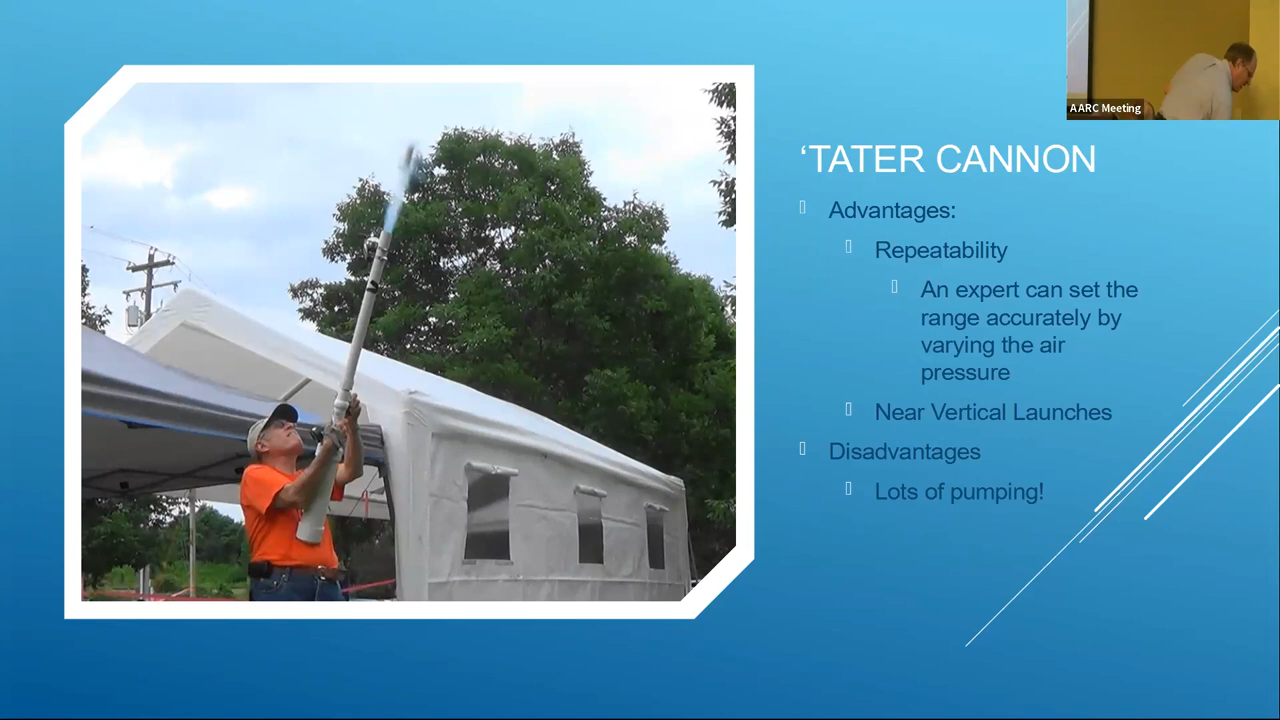 AARC Meeting
‘TATER CANNON
Advantages:
Repeatability
An expert can set the
range accurately by
varying the air
pressure
Near Vertical Launches
Disadvantages
Lots of pumping!